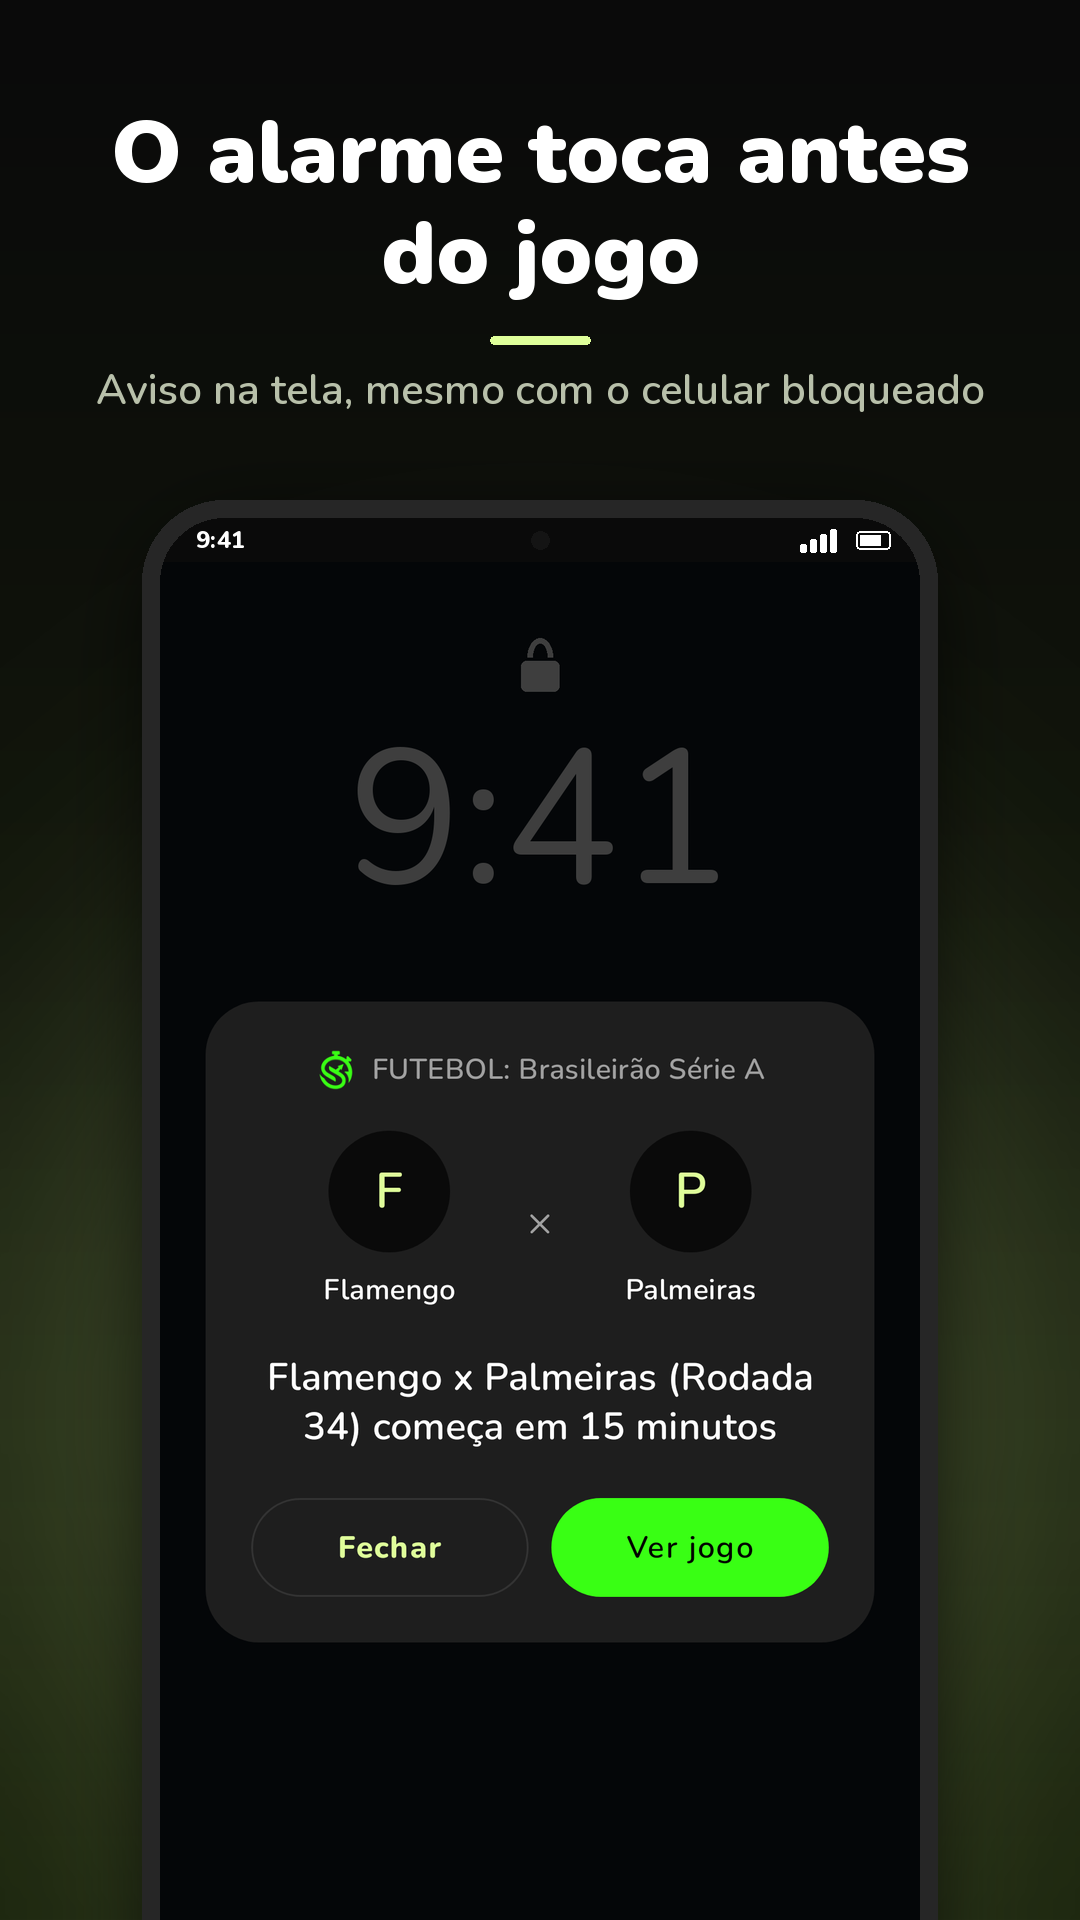 O alarme toca antes
do jogo
Aviso na tela, mesmo com o celular bloqueado
9:41
9:41
FUTEBOL: Brasileirão Série A
F
P
×
Flamengo
Palmeiras
Flamengo x Palmeiras (Rodada
34) começa em 15 minutos
Fechar
Ver jogo